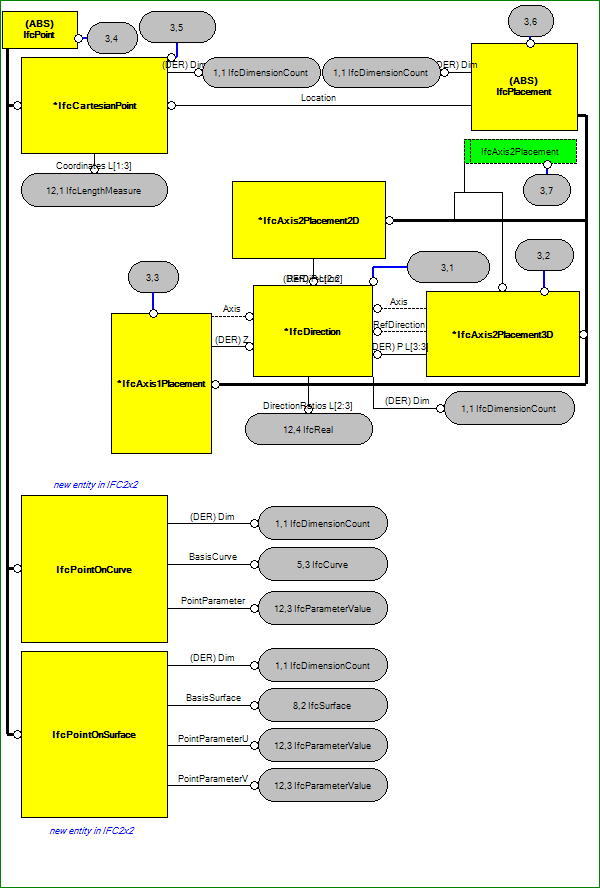 (ABS)
IfcPoint
3,4
3,5
3,6
(DER) Dim
1,1 IfcDimensionCount
1,1 IfcDimensionCount
(DER) Dim
(ABS)
IfcPlacement
*IfcCartesianPoint
Location
Coordinates L[1:3]
12,1 IfcLengthMeasure
IfcAxis2Placement
3,7
*IfcAxis2Placement2D
3,3
3,1
3,2
Axis
(DER) Z
*IfcDirection
Axis
RefDirection
(DER) P L[3:3]
*IfcAxis2Placement3D
*IfcAxis1Placement
DirectionRatios L[2:3]
12,4 IfcReal
(DER) Dim
1,1 IfcDimensionCount
new entity in IFC2x2
IfcPointOnCurve
(DER) Dim
1,1 IfcDimensionCount
BasisCurve
5,3 IfcCurve
PointParameter
12,3 IfcParameterValue
IfcPointOnSurface
(DER) Dim
1,1 IfcDimensionCount
BasisSurface
8,2 IfcSurface
PointParameterU
12,3 IfcParameterValue
PointParameterV
12,3 IfcParameterValue
new entity in IFC2x2